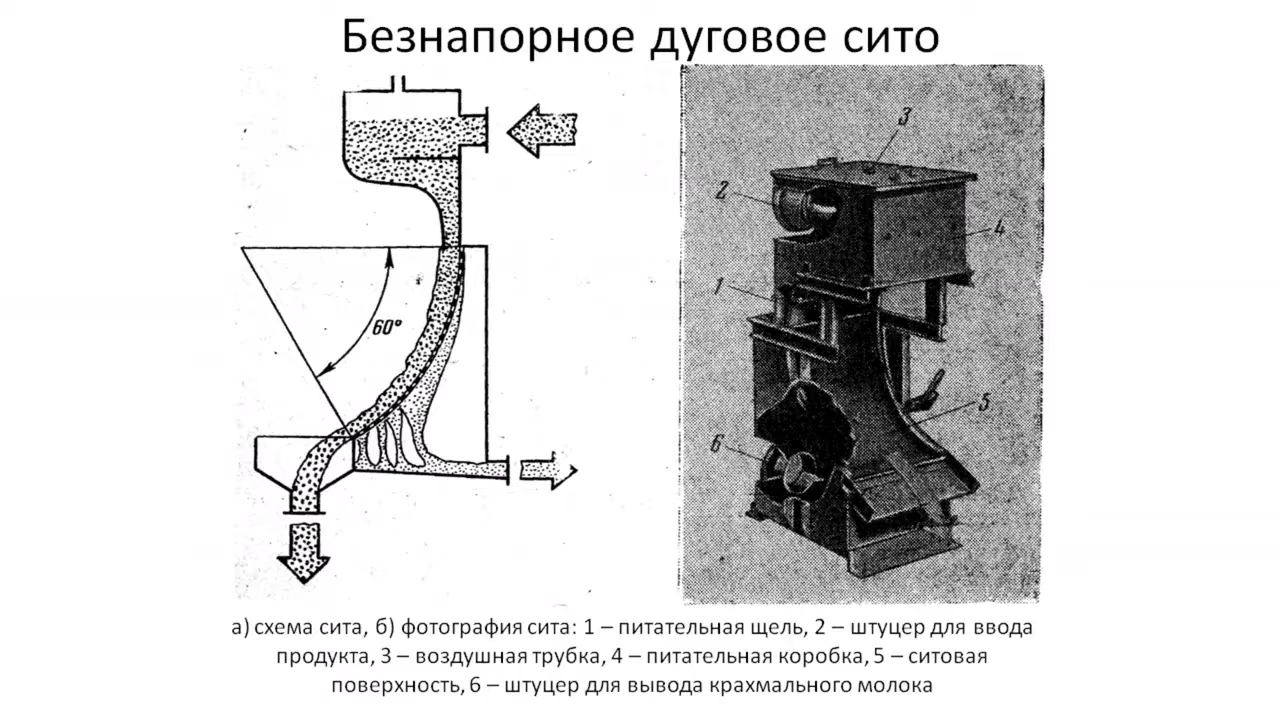 Безнапорное дуговое сито
60°
3
2
4
1
5
6
а) схема сита, б) фотография сита: 1 – питательная щель, 2 – штуцер для ввода
продукта, 3 – воздушная трубка, 4 – питательная коробка, 5 – ситовая
поверхность, 6 – штуцер для вывода крахмального молока